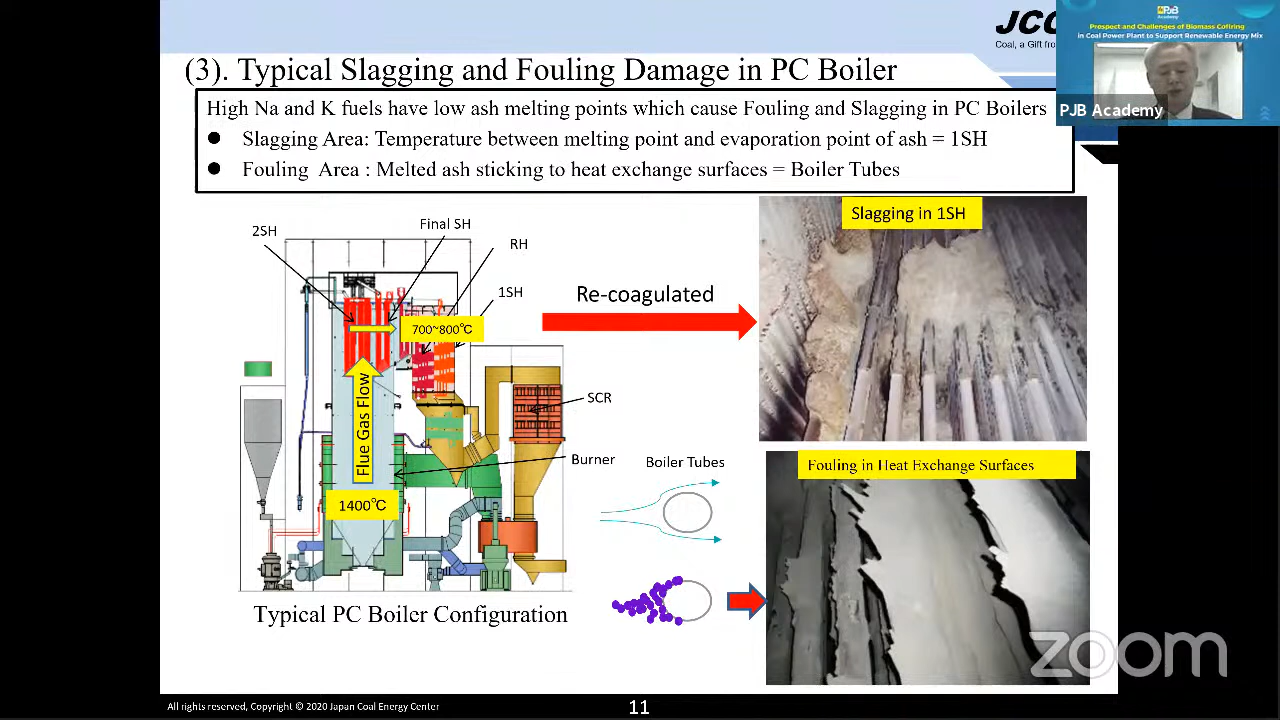 JCO
Coal, a Gift from
PJB
Academy
Prospect and Challenges of Biomass Cofiring
in Coal Power Plant to Support Renewable Energy Mix
PJB Academy
(3). Typical Slagging and Fouling Damage in PC Boiler
High Na and K fuels have low ash melting points which cause Fouling and Slagging in PC Boilers
● Slagging Area: Temperature between melting point and evaporation point of ash = 1SH
● Fouling Area : Melted ash sticking to heat exchange surfaces = Boiler Tubes
Slagging in 1SH
2SH
Final SH
RH
1SH
Re-coagulated
700~800℃
Flue Gas Flow
SCR
Burner
Boiler Tubes
Fouling in Heat Exchange Surfaces
1400℃
Typical PC Boiler Configuration
zoom
All rights reserved, Copyright © 2020 Japan Coal Energy Center
11